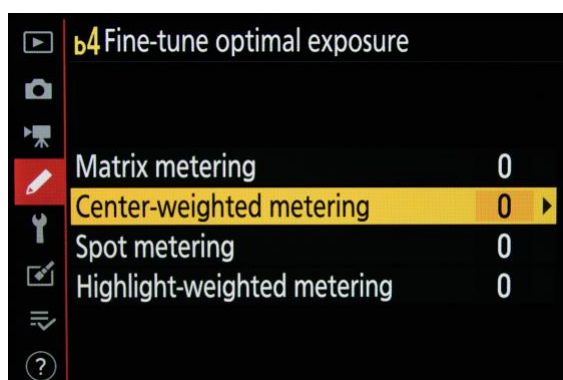 b4 Fine-tune optimal exposure
Matrix metering 0
Center-weighted metering 0
Spot metering 0
Highlight-weighted metering 0
?